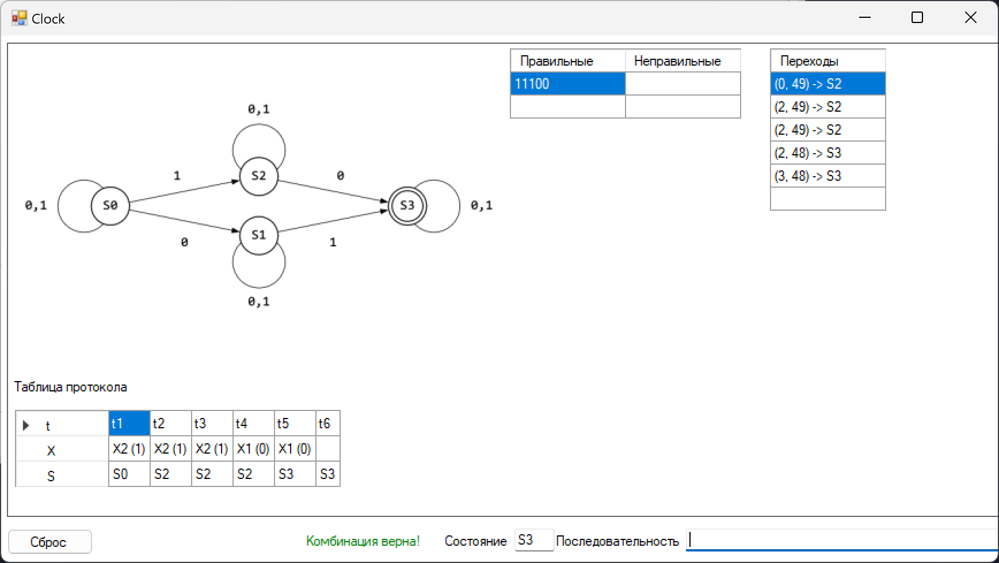 Clock
Правильные Неправильные
11100
Переходы
(0, 49) -> S2
(2, 49) -> S2
(2, 49) -> S2
(2, 48) -> S3
(3, 48) -> S3
0,1
1
S2
0
0,1
S0
S3
0,1
S1
0
1
0,1
Таблица протокола
t t1 t2 t3 t4 t5 t6
X X2 (1) X2 (1) X2 (1) X1 (0) X1 (0)
S S0 S2 S2 S2 S3 S3
Сброс
Комбинация верна!
Состояние S3
Последовательность